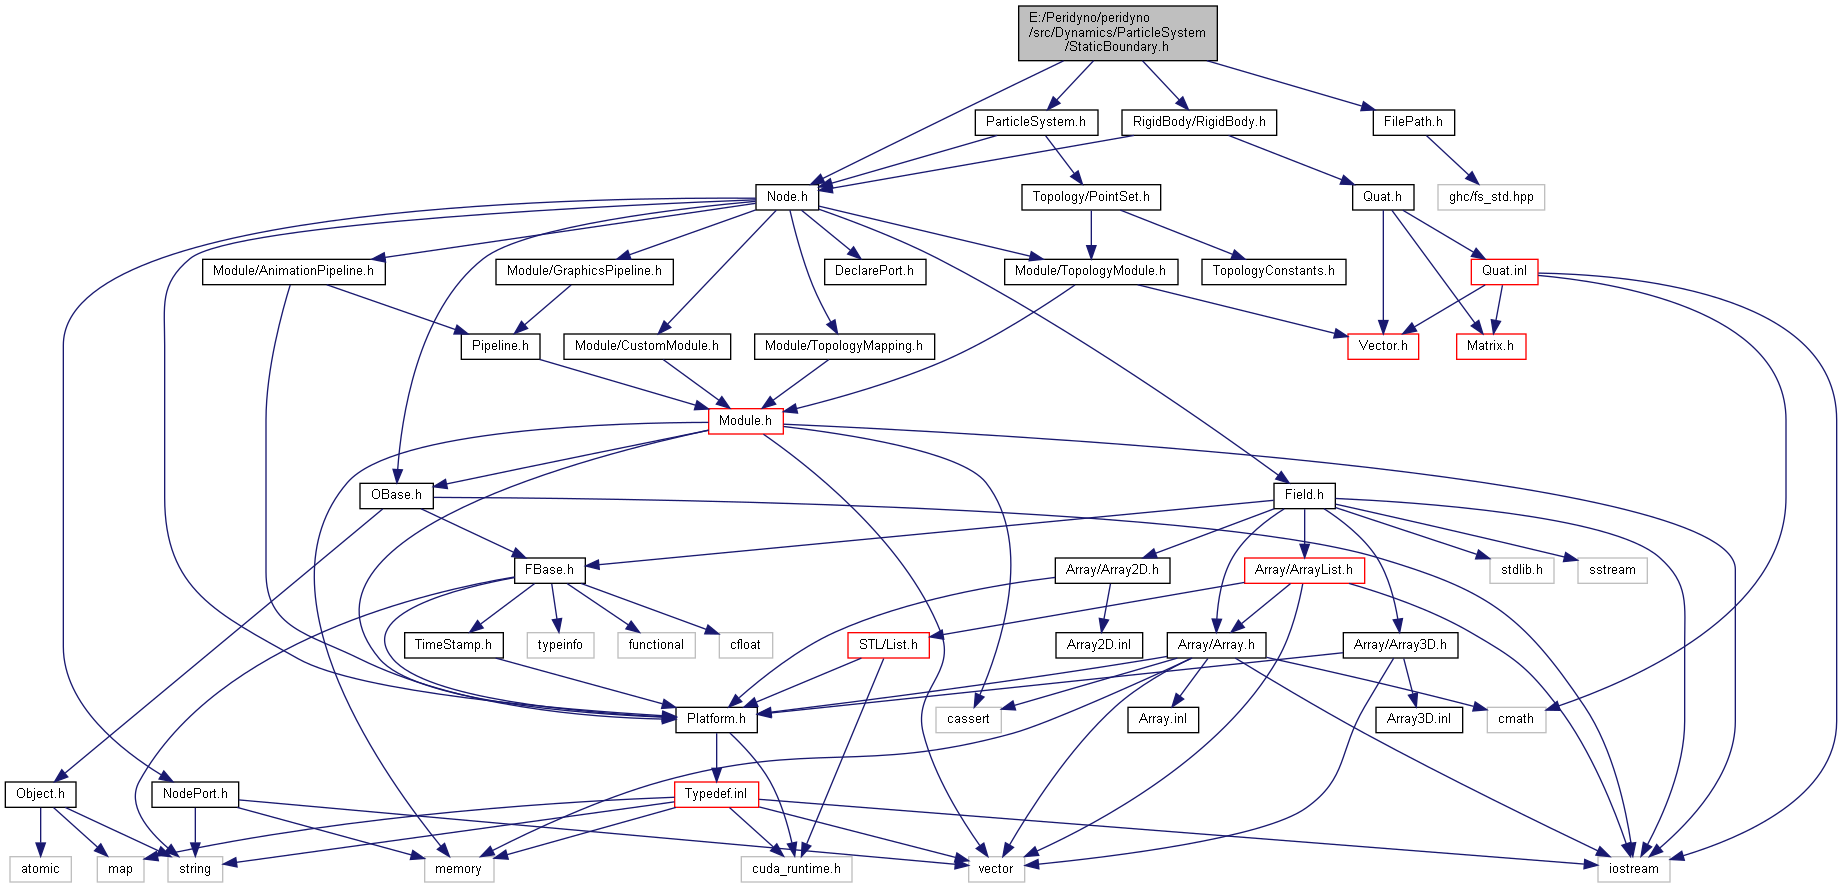 E:/Peridyno/peridyno
/src/Dynamics/ParticleSystem
/StaticBoundary.h
ParticleSystem.h
RigidBody/RigidBody.h
FilePath.h
Node.h
Topology/PointSet.h
Quat.h
ghc/fs_std.hpp
Module/AnimationPipeline.h
Module/GraphicsPipeline.h
DeclarePort.h
Module/TopologyModule.h
TopologyConstants.h
Quat.inl
Pipeline.h
Module/CustomModule.h
Module/TopologyMapping.h
Vector.h
Matrix.h
Module.h
OBase.h
Field.h
FBase.h
Array/Array2D.h
Array/ArrayList.h
stdlib.h
sstream
TimeStamp.h
typeinfo
functional
cfloat
STL/List.h
Array2D.inl
Array/Array.h
Array/Array3D.h
Platform.h
cassert
Array.inl
Array3D.inl
cmath
Object.h
NodePort.h
Typedef.inl
atomic
map
string
memory
cuda_runtime.h
vector
iostream